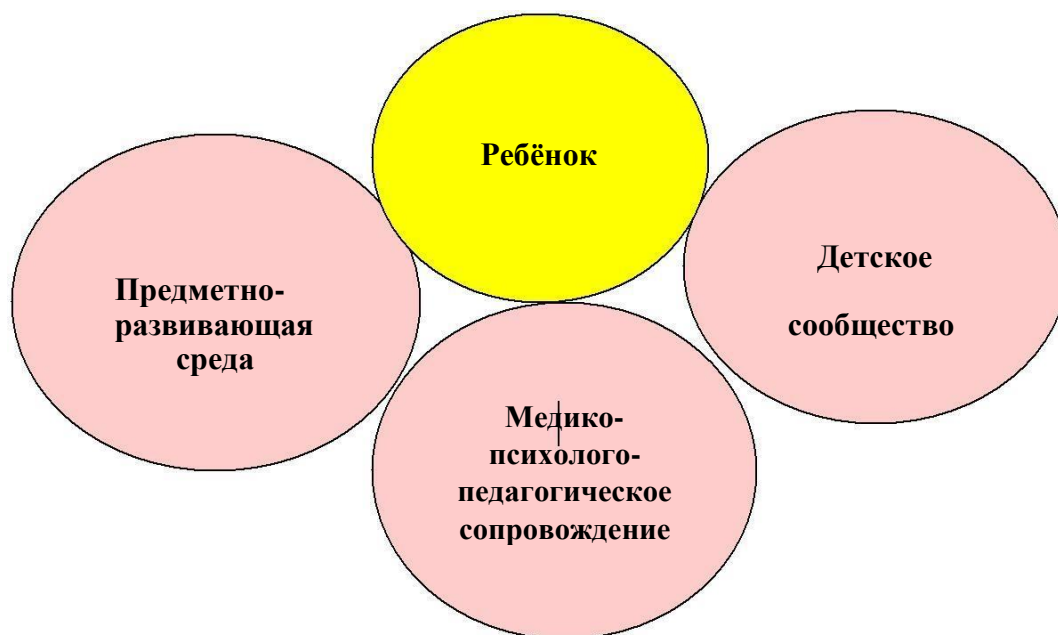 Ребёнок
Предметно-
развивающая
среда
Детское
сообщество
Медико-
психолого-
педагогическое
сопровождение